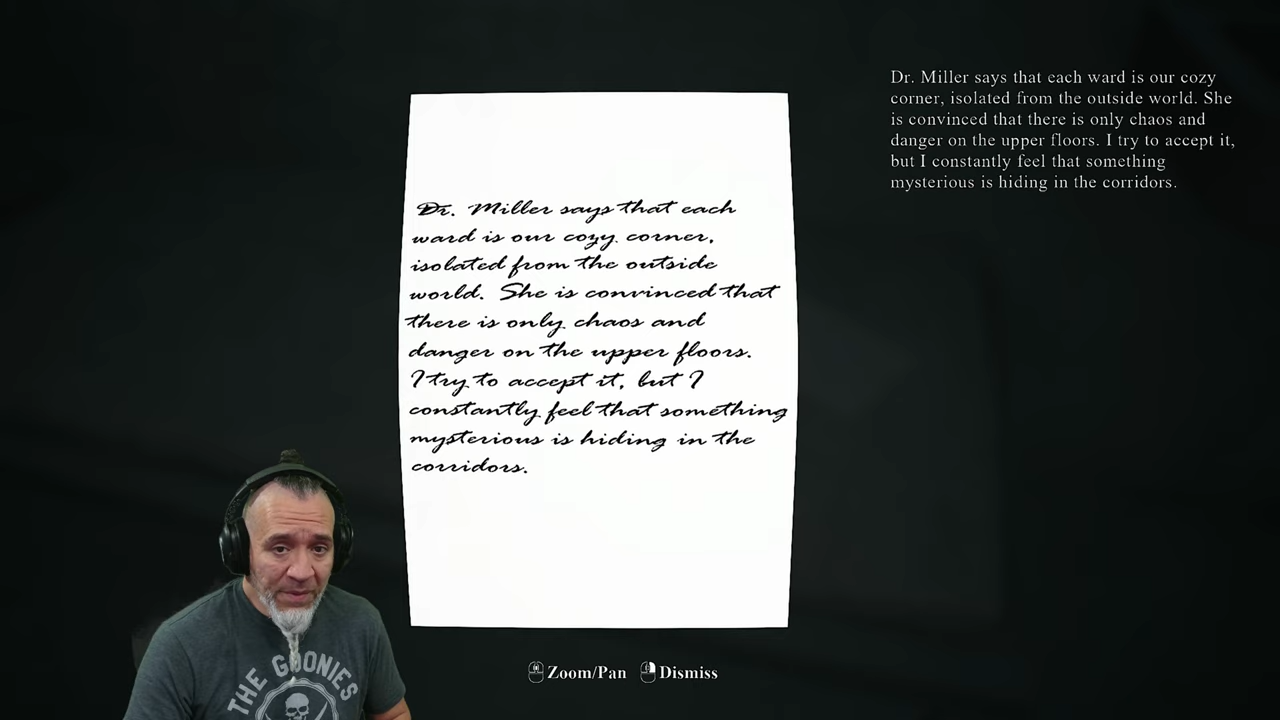 Dr. Miller says that each
ward is our cozy corner,
isolated from the outside
world. She is convinced that
there is only chaos and
danger on the upper floors.
I try to accept it, but I
constantly feel that something
mysterious is hiding in the
corridors.
Dr. Miller says that each ward is our cozy
corner, isolated from the outside world. She
is convinced that there is only chaos and
danger on the upper floors. I try to accept it,
but I constantly feel that something
mysterious is hiding in the corridors.
THE GOONIES
Zoom/Pan Dismiss